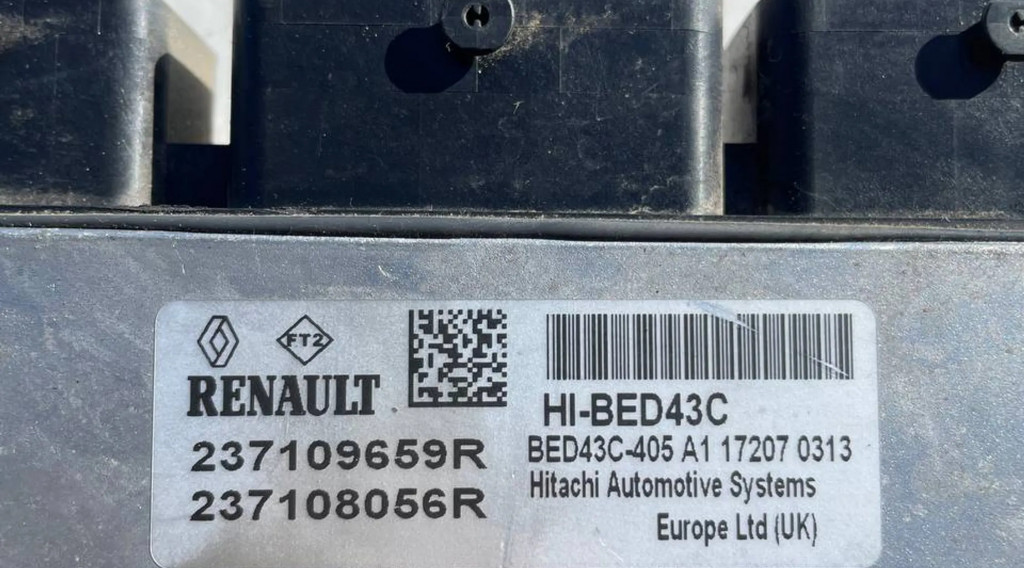 FT2
RENAULT
237109659R
237108056R
HI-BED43C
BED43C-405 A1 17207 0313
Hitachi Automotive Systems
Europe Ltd (UK)